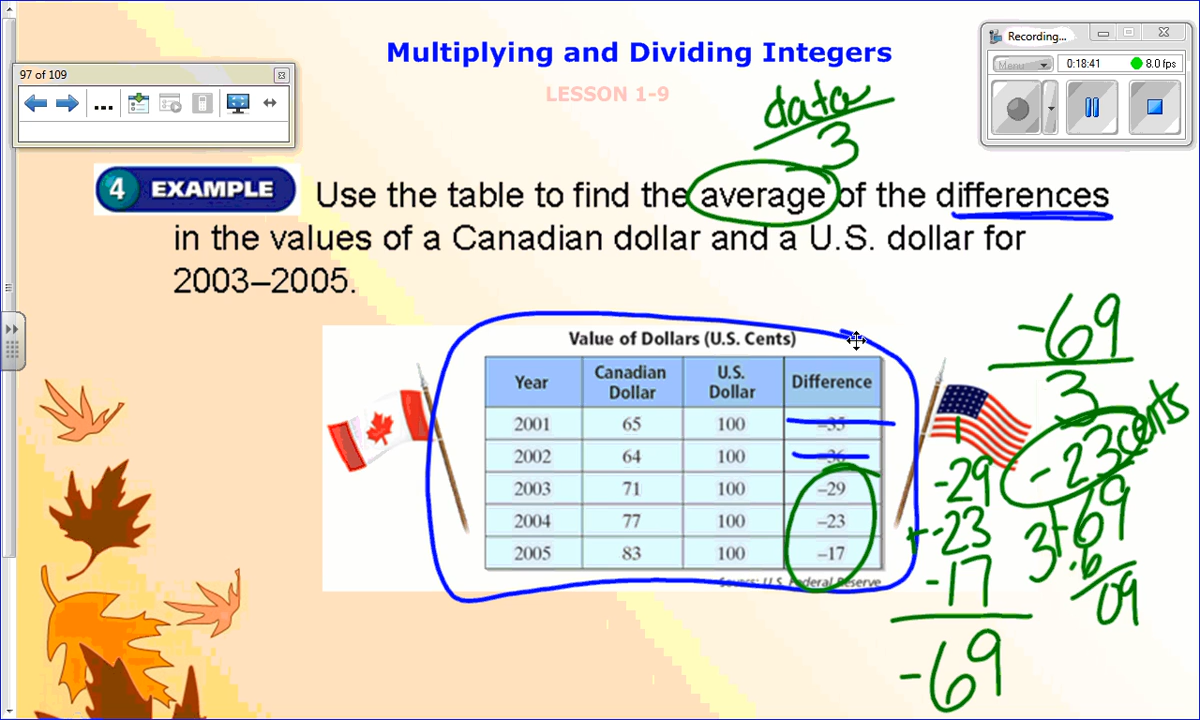 Multiplying and Dividing Integers
LESSON 1-9
97 of 109
...
Recording...
Menu
0:18:41
8.0 fps
data
3
4 EXAMPLE Use the table to find the average of the differences
in the values of a Canadian dollar and a U.S. dollar for
2003–2005.
Value of Dollars (U.S. Cents)
Year Canadian Dollar U.S. Dollar Difference
2001 65 100 –35
2002 64 100 –36
2003 71 100 –29
2004 77 100 –23
2005 83 100 –17
Source: U.S. Federal Reserve
-69
3
-23 cents
1
-29
+-23
-17
-69
3 -69
-6
09